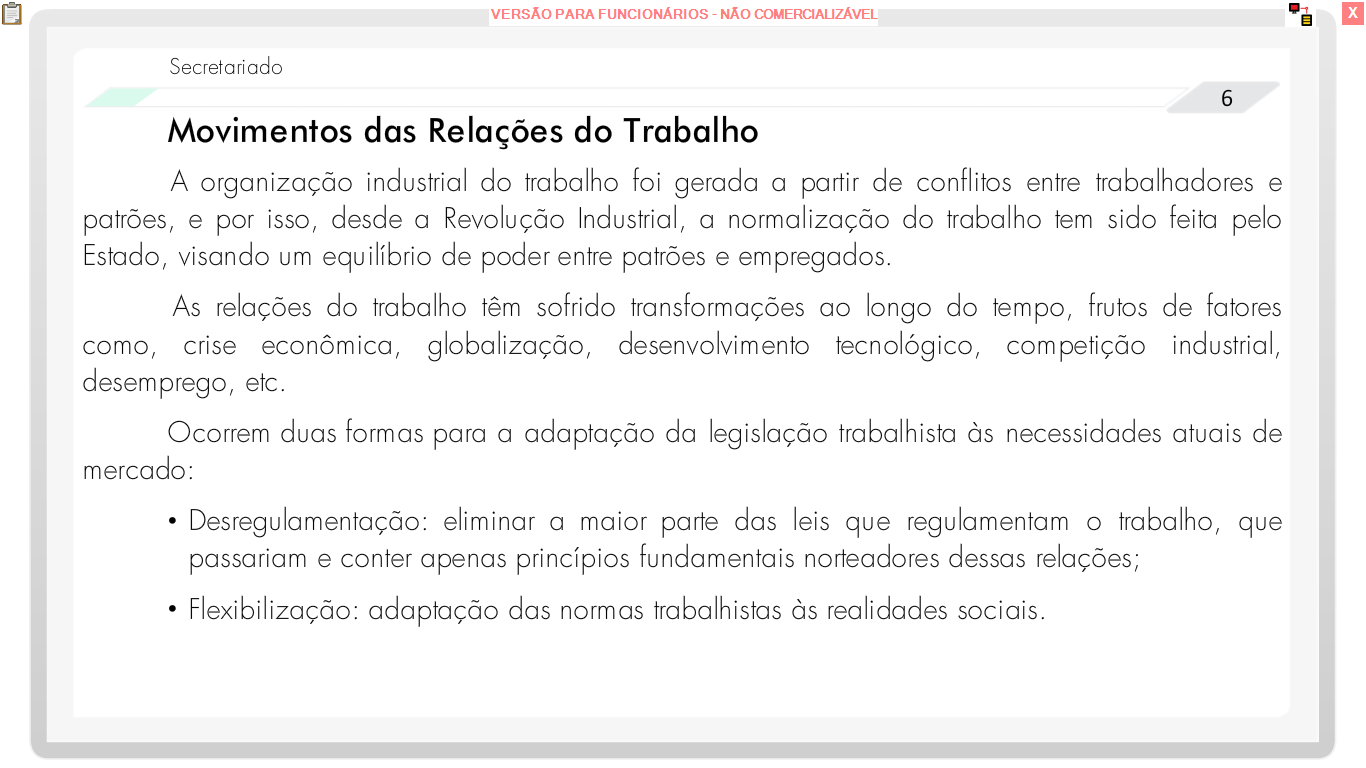 VERSÃO PARA FUNCIONÁRIOS - NÃO COMERCIALIZÁVEL
X
Secretariado
6
Movimentos das Relações do Trabalho
A organização industrial do trabalho foi gerada a partir de conflitos entre trabalhadores e
patrões, e por isso, desde a Revolução Industrial, a normalização do trabalho tem sido feita pelo
Estado, visando um equilíbrio de poder entre patrões e empregados.
As relações do trabalho têm sofrido transformações ao longo do tempo, frutos de fatores
como, crise econômica, globalização, desenvolvimento tecnológico, competição industrial,
desemprego, etc.
Ocorrem duas formas para a adaptação da legislação trabalhista às necessidades atuais de
mercado:
• Desregulamentação: eliminar a maior parte das leis que regulamentam o trabalho, que
passariam e conter apenas princípios fundamentais norteadores dessas relações;
• Flexibilização: adaptação das normas trabalhistas às realidades sociais.